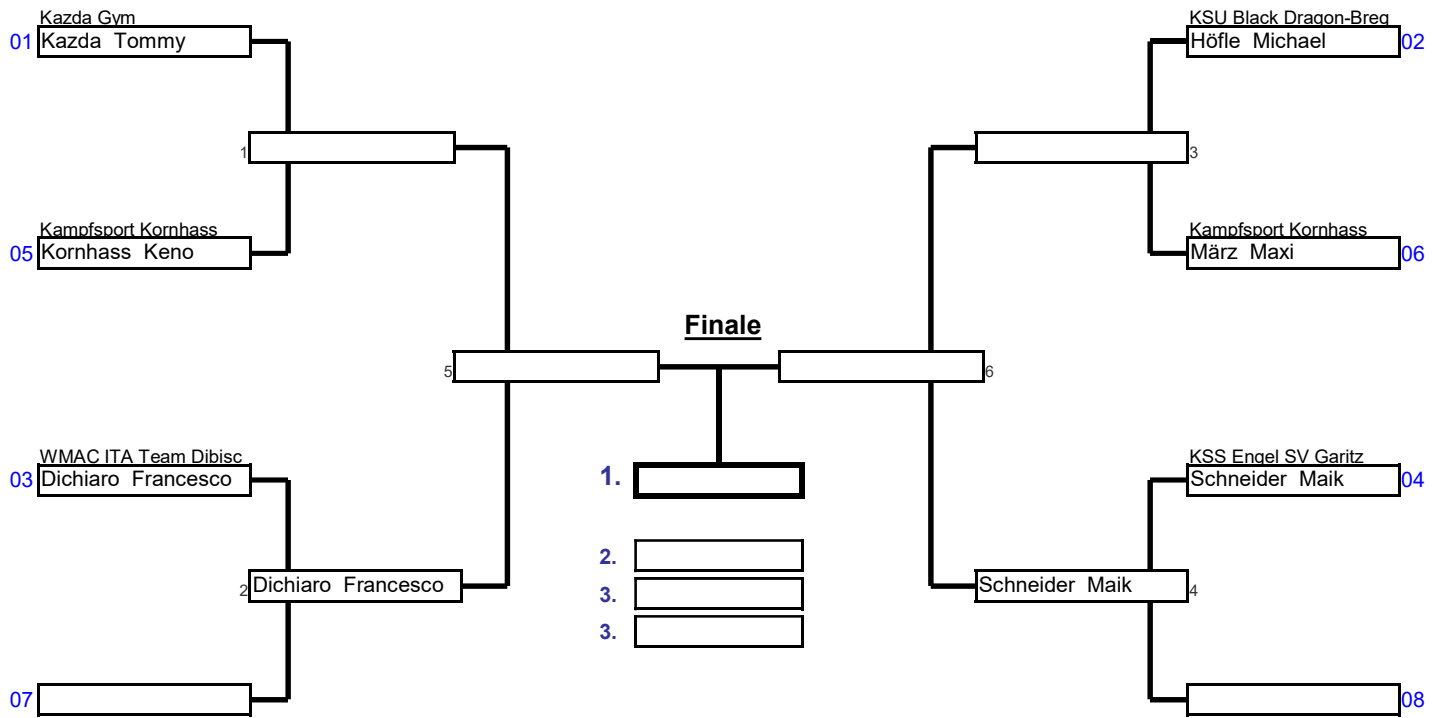 Kazda Gym
01 Kazda Tommy
KSU Black Dragon-Breg
Höfle Michael 02
1
3
Kampfsport Kornhass
05 Kornhass Keno
Kampfsport Kornhass
März Maxi 06
Finale
5
6
WMAC ITA Team Dibisc
03 Dichiaro Francesco
KSS Engel SV Garitz
Schneider Maik 04
1.
2.
2 Dichiaro Francesco
Schneider Maik 4
3.
3.
07
08